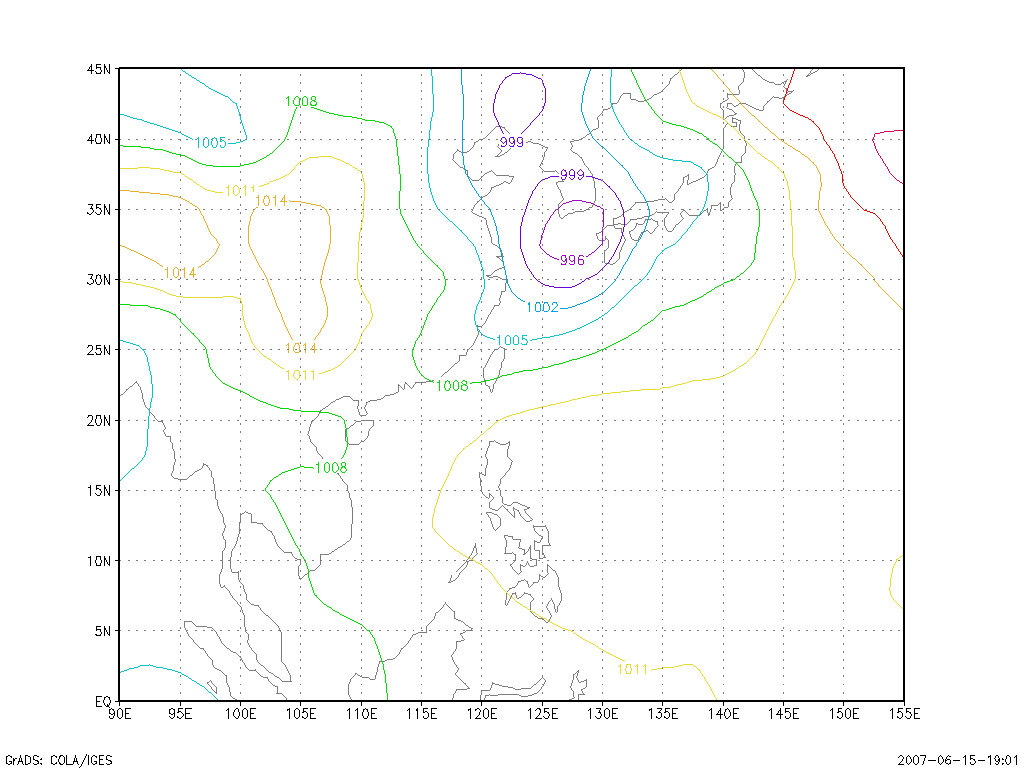 45N
1008
40N
1005
999
999
1011
1014
35N
996
1014
30N
1002
1005
25N
1014
1011
1008
20N
1008
15N
10N
5N
1011
EQ
90E 95E 100E 105E 110E 115E 120E 125E 130E 135E 140E 145E 150E 155E
GrADS: COLA/IGES
2007-06-15-19:01